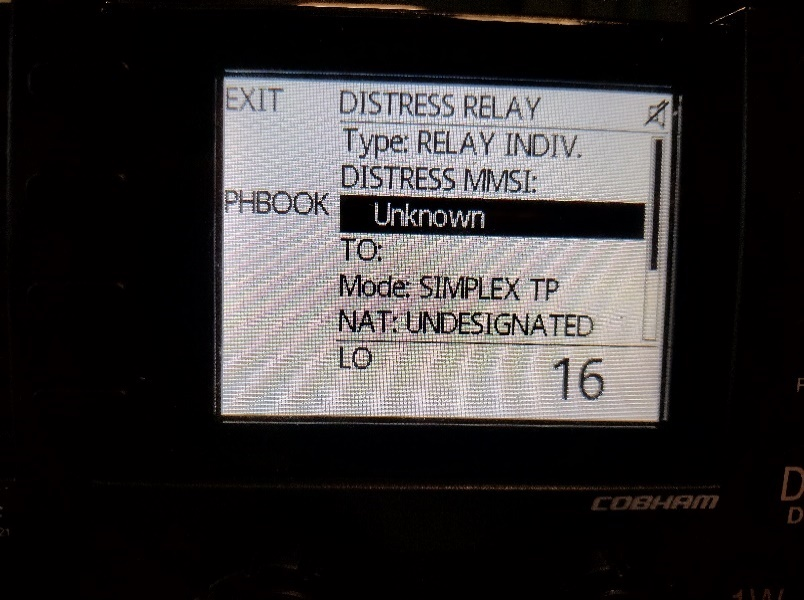 EXIT DISTRESS RELAY
Type: RELAY INDIV.
DISTRESS MMSI:
PHBOOK Unknown
TO:
Mode: SIMPLEX TP
NAT: UNDESIGNATED
LO 16
COBHAM
D
D
1W